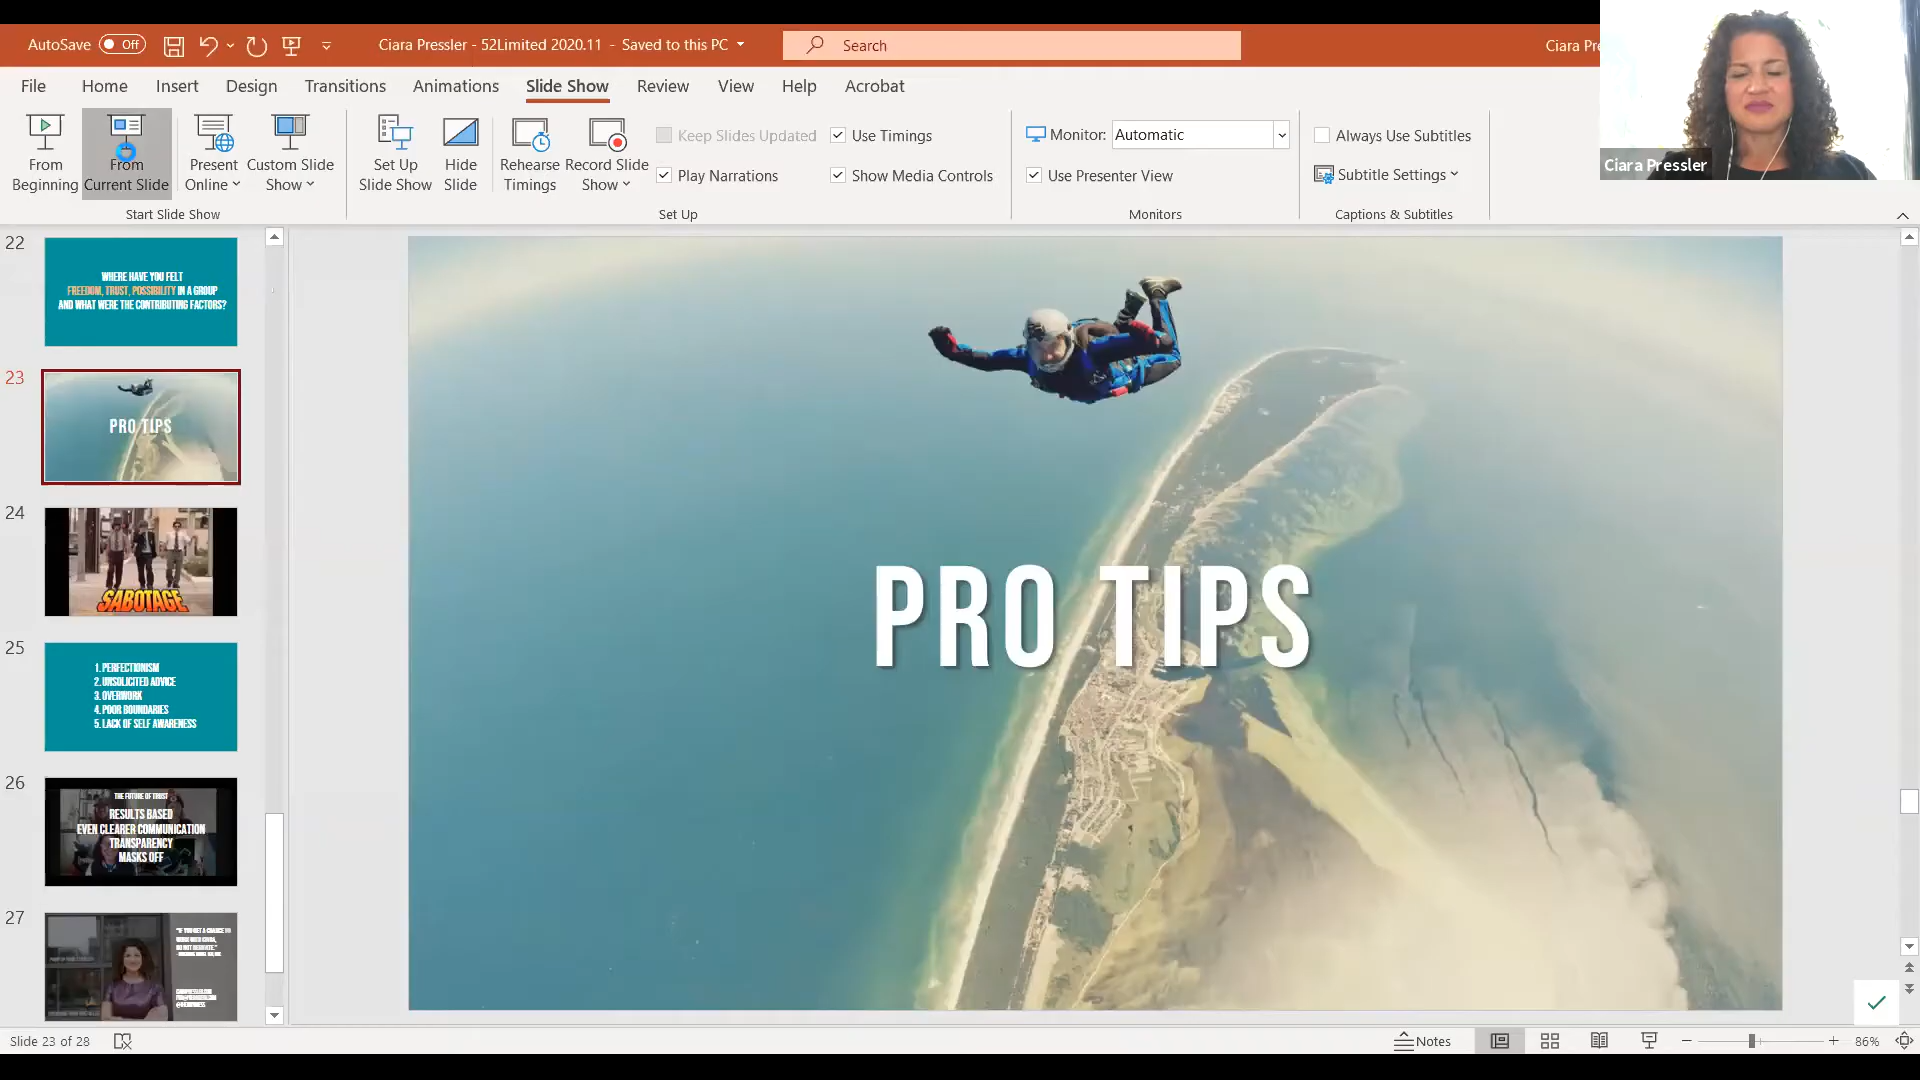 AutoSave Off
Ciara Pressler - 52Limited 2020.11 - Saved to this PC
Search
Ciara Pre
File Home Insert Design Transitions Animations Slide Show Review View Help Acrobat
From Beginning
From Current Slide
Present Online
Custom Slide Show
Set Up Slide Show
Hide Slide
Rehearse Timings
Record Slide Show
Keep Slides Updated
Use Timings
Play Narrations
Show Media Controls
Monitor: Automatic
Use Presenter View
Always Use Subtitles
Subtitle Settings
Ciara Pressler
Start Slide Show
Set Up
Monitors
Captions & Subtitles
22
WHERE HAVE YOU FELT
FREEDOM, TRUST, POSSIBILITY IN A GROUP
AND WHAT WERE THE CONTRIBUTING FACTORS?
23
PRO TIPS
24
SABOTAGE
25
1. PERFECTIONISM
2. UNSOLICITED ADVICE
3. OVERWORK
4. POOR BOUNDARIES
5. LACK OF SELF AWARENESS
26
THE FUTURE OF TRUST
RESULTS BASED
EVEN CLEARER COMMUNICATION
TRANSPARENCY
MASKS OFF
27
PRO TIPS
Slide 23 of 28
Notes
86%